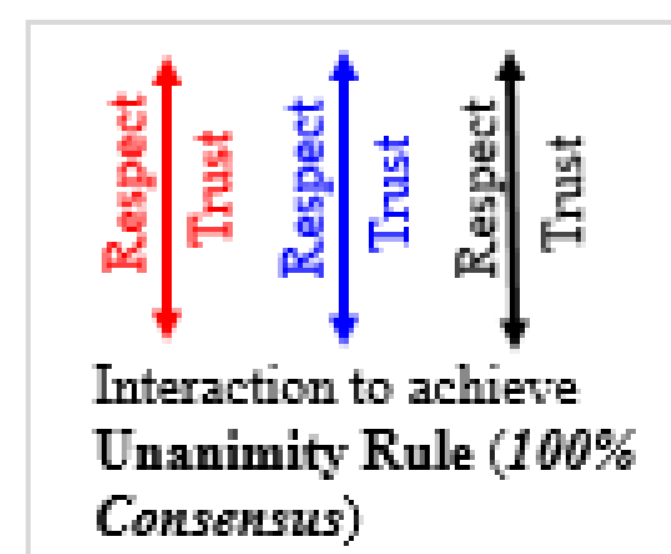 Respect
Trust
Respect
Trust
Respect
Trust
Interaction to achieve
Unanimity Rule (100%
Consensus)